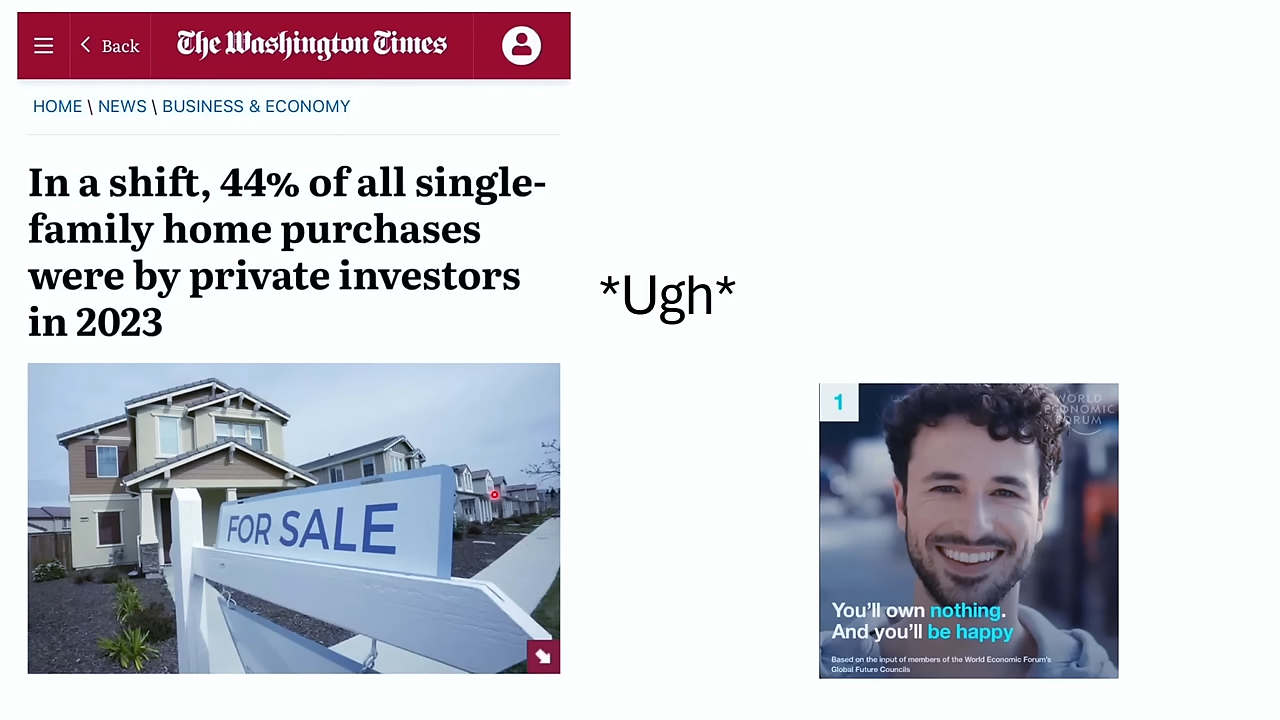 Back
The Washington Times
HOME \ NEWS \ BUSINESS & ECONOMY
In a shift, 44% of all single-
family home purchases
were by private investors
in 2023
FOR SALE
*Ugh*
1
WORLD
ECONOMIC
FORUM
You'll own nothing.
And you'll be happy
Based on the input of members of the World Economic Forum's
Global Future Councils